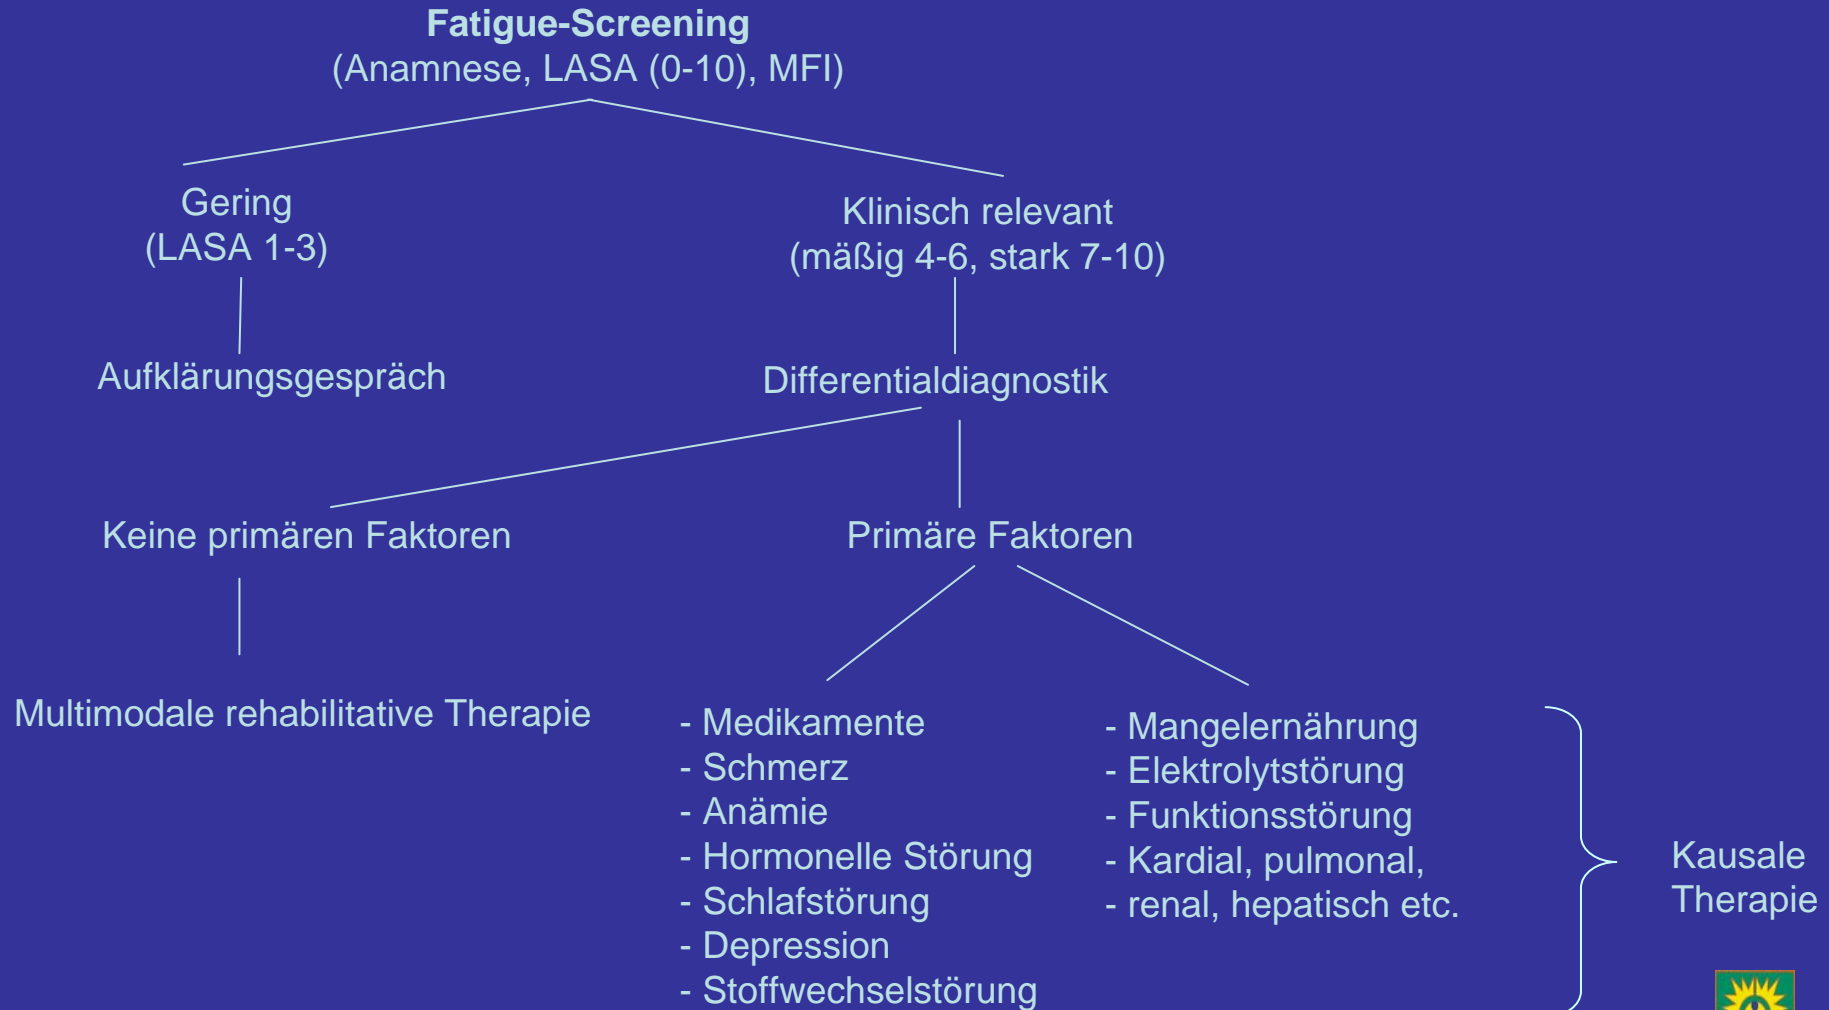 Fatigue-Screening
(Anamnese, LASA (0-10), MFI)
Gering
(LASA 1-3)
Klinisch relevant
(mäßig 4-6, stark 7-10)
Aufklärungsgespräch
Differentialdiagnostik
Keine primären Faktoren
Primäre Faktoren
Multimodale rehabilitative Therapie
- Medikamente
- Schmerz
- Anämie
- Hormonelle Störung
- Schlafstörung
- Depression
- Stoffwechselstörung
- Mangelernährung
- Elektrolytstörung
- Funktionsstörung
- Kardial, pulmonal,
- renal, hepatisch etc.
Kausale
Therapie